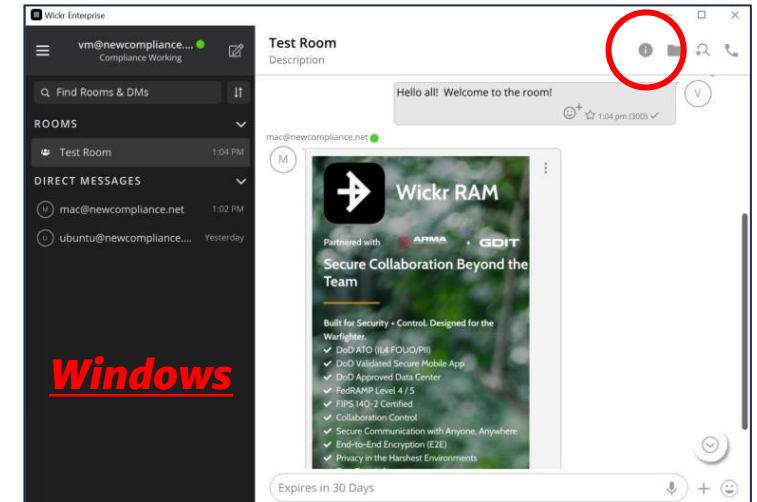 Wickr Enterprise
vm@newcompliance....
Compliance Working
Find Rooms & DMs
ROOMS
Test Room 1:04 PM
DIRECT MESSAGES
M mac@newcompliance.net 1:02 PM
U ubuntu@newcompliance.... Yesterday
Windows
Test Room
Description
Hello all! Welcome to the room!
V
1:04 pm (30D)
mac@newcompliance.net
M
Wickr RAM
Partnered with ARMA + GDIT
Secure Collaboration Beyond the
Team
Built for Security + Control. Designed for the
Warfighter.
DoD ATO (IL4 FOUO/PII)
DoD Validated Secure Mobile App
DoD Approved Data Center
FedRAMP Level 4 / 5
FIPS 140-2 Certified
Collaboration Control
Secure Communication with Anyone, Anywhere
End-to-End Encryption (E2E)
Privacy in the Harshest Environments
Expires in 30 Days